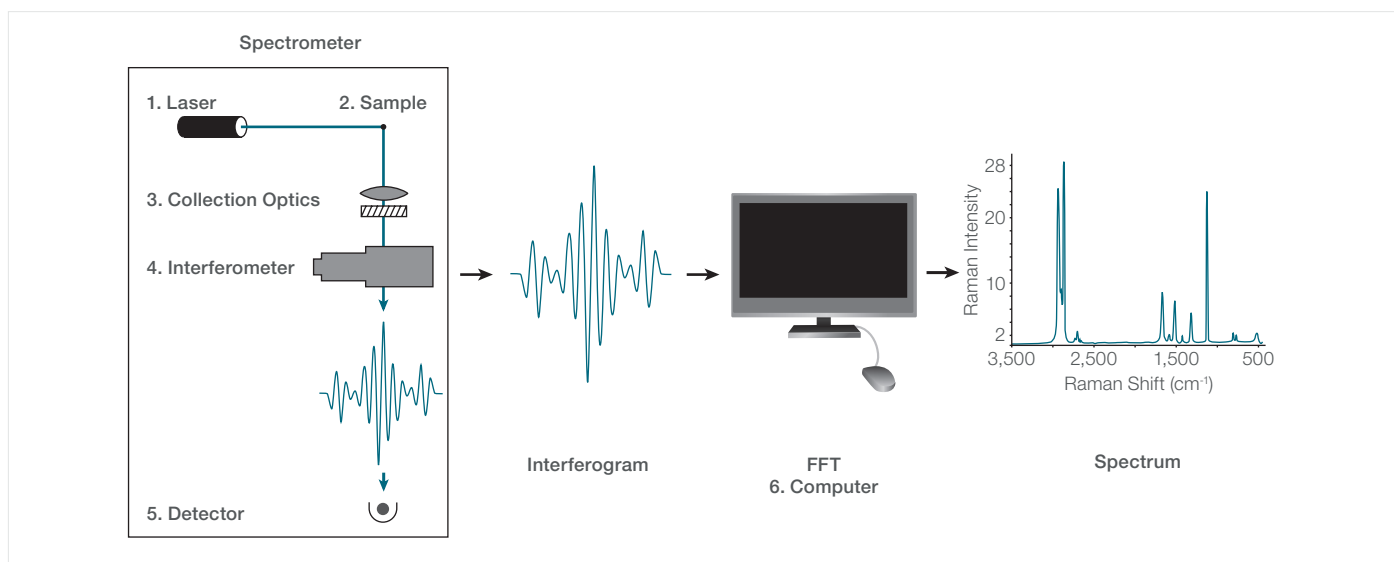 Spectrometer
1. Laser
2. Sample
3. Collection Optics
4. Interferometer
5. Detector
Interferogram
FFT
6. Computer
Raman Intensity
28
20
10
2
3,500
2,500
1,500
500
Raman Shift (cm⁻¹)
Spectrum